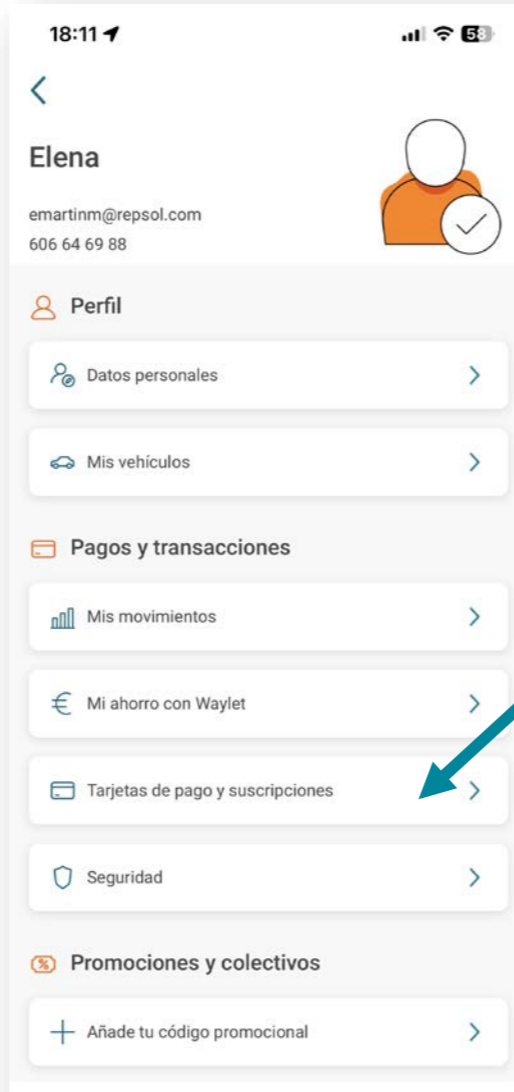 18:11
58
Elena
emartinm@repsol.com
606 64 69 88
Perfil
Datos personales
Mis vehículos
Pagos y transacciones
Mis movimientos
Mi ahorro con Waylet
Tarjetas de pago y suscripciones
Seguridad
Promociones y colectivos
Añade tu código promocional